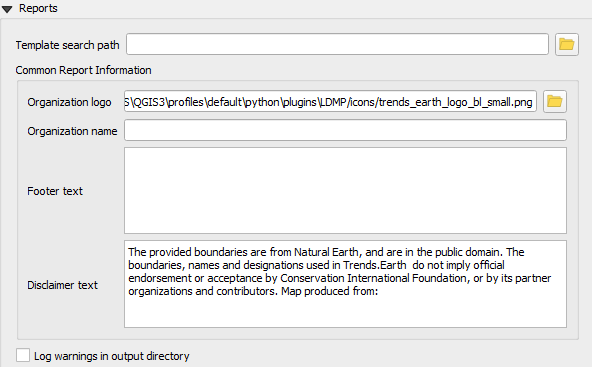 Reports
Template search path
Common Report Information
Organization logo S\QGIS3\profiles\default\python\plugins\LDMP/icons/trends_earth_logo_bl_small.png
Organization name
Footer text
The provided boundaries are from Natural Earth, and are in the public domain. The
boundaries, names and designations used in Trends.Earth  do not imply official
endorsement or acceptance by Conservation International Foundation, or by its partner
Disclaimer text
organizations and contributors. Map produced from:
Log warnings in output directory